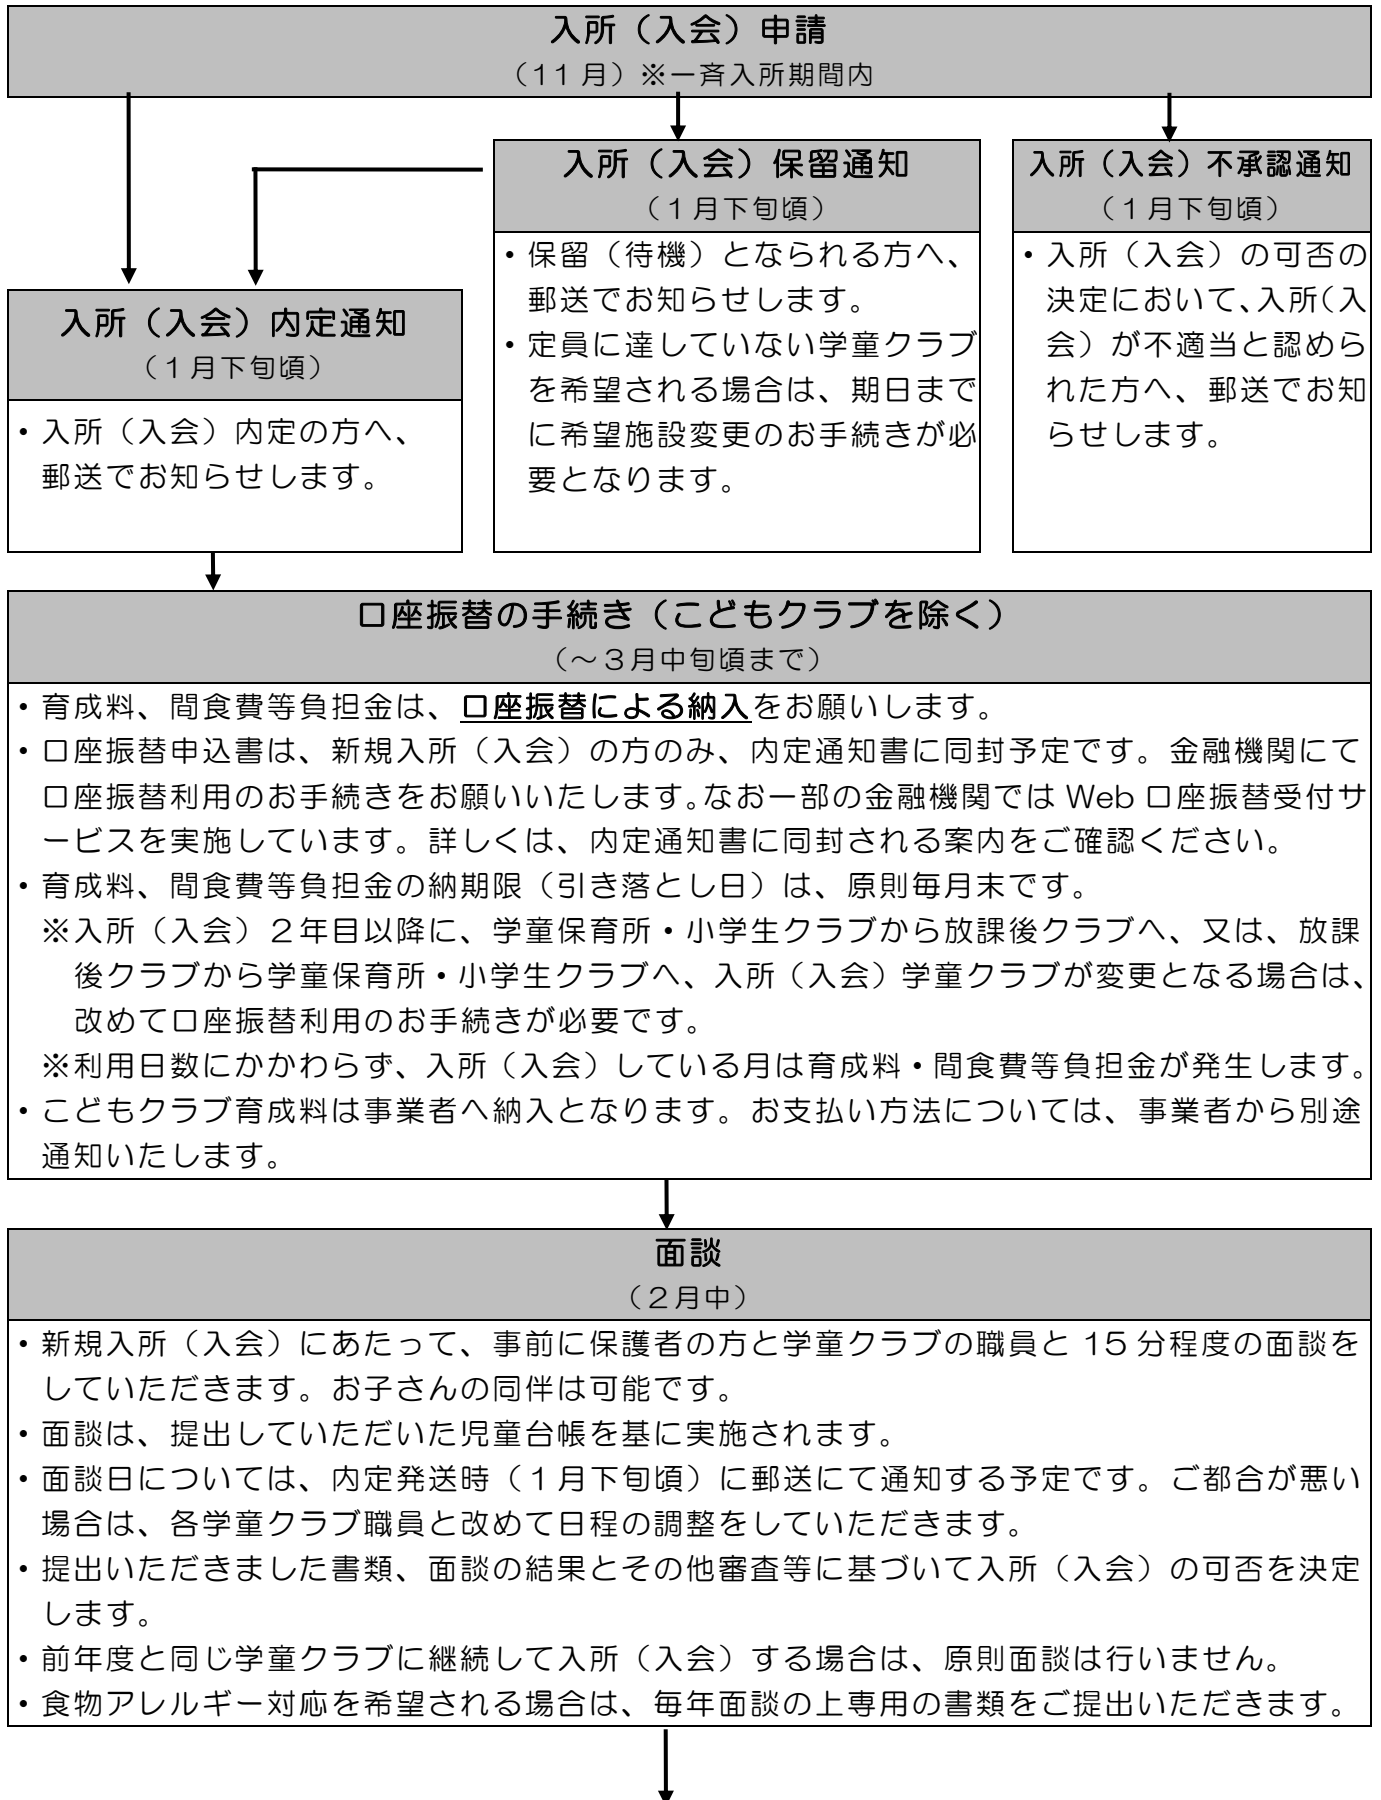 入所（入会）申請
（11月）※一斉入所期間内
入所（入会）保留通知
（1月下旬頃）
・保留（待機）となられる方へ、
郵送でお知らせします。
・定員に達していない学童クラブ
を希望される場合は、期日まで
に希望施設変更のお手続きが必
要となります。
入所（入会）不承認通知
（1月下旬頃）
・入所（入会）の可否の
決定において、入所（入
会）が不適当と認めら
れた方へ、郵送でお知
らせします。
入所（入会）内定通知
（1月下旬頃）
・入所（入会）内定の方へ、
郵送でお知らせします。
口座振替の手続き（こどもクラブを除く）
（～3月中旬頃まで）
・育成料、間食費等負担金は、口座振替による納入をお願いします。
・口座振替申込書は、新規入所（入会）の方のみ、内定通知書に同封予定です。金融機関にて
口座振替利用のお手続きをお願いいたします。なお一部の金融機関では Web 口座振替受付サ
ービスを実施しています。詳しくは、内定通知書に同封される案内をご確認ください。
・育成料、間食費等負担金の納期限（引き落とし日）は、原則毎月末です。
※入所（入会）２年目以降に、学童保育所・小学生クラブから放課後クラブへ、又は、放課
後クラブから学童保育所・小学生クラブへ、入所（入会）学童クラブが変更となる場合は、
改めて口座振替利用のお手続きが必要です。
※利用日数にかかわらず、入所（入会）している月は育成料・間食費等負担金が発生します。
・こどもクラブ育成料は事業者へ納入となります。お支払い方法については、事業者から別途
通知いたします。
面談
（２月中）
・新規入所（入会）にあたって、事前に保護者の方と学童クラブの職員と 15 分程度の面談を
していただきます。お子さんの同伴は可能です。
・面談は、提出していただいた児童台帳を基に実施されます。
・面談日については、内定発送時（１月下旬頃）に郵送にて通知する予定です。ご都合が悪い
場合は、各学童クラブ職員と改めて日程の調整をしていただきます。
・提出いただきました書類、面談の結果とその他審査等に基づいて入所（入会）の可否を決定
します。
・前年度と同じ学童クラブに継続して入所（入会）する場合は、原則面談は行いません。
・食物アレルギー対応を希望される場合は、毎年面談の上専用の書類をご提出いただきます。